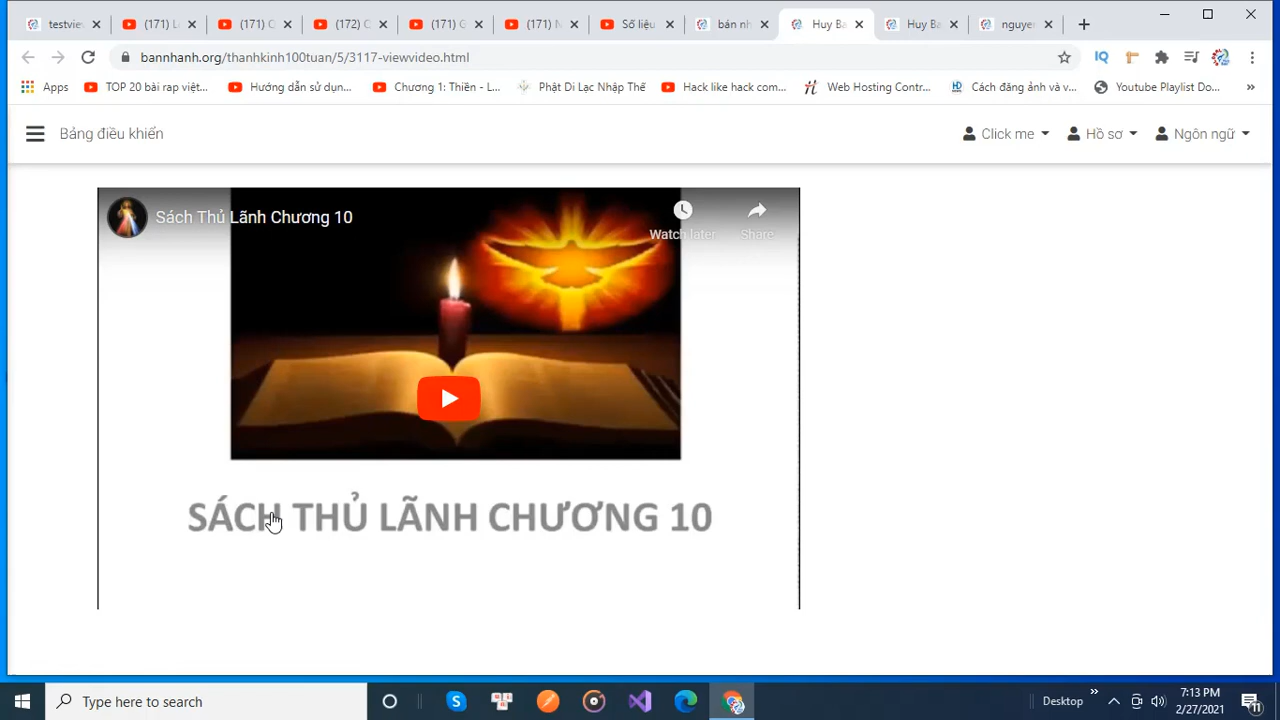 testvie
(171) L
(171) C
(172) C
(171) G
(171) N
Số liệu
bán nh
Huy Ba
Huy Ba
nguyer
bannhanh.org/thanhkinh100tuan/5/3117-viewvideo.html
Apps
TOP 20 bài rap việt...
Hướng dẫn sử dụn...
Chương 1: Thiên - L...
Phật Di Lạc Nhập Thế
Hack like hack com...
Web Hosting Contr...
Cách đăng ảnh và v...
Youtube Playlist Do...
Bảng điều khiển
Click me
Hồ sơ
Ngôn ngữ
Sách Thủ Lãnh Chương 10
Watch later
Share
SÁCH THỦ LÃNH CHƯƠNG 10
Type here to search
Desktop
7:13 PM
2/27/2021
11